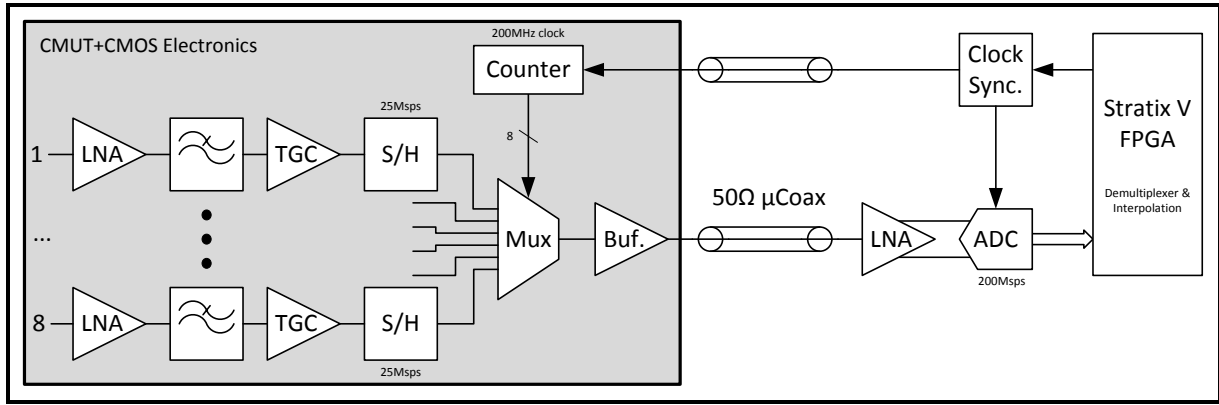 CMUT+CMOS Electronics
200MHz clock
Counter
8
1
LNA
TGC
25Msps
S/H
...
Mux
Buf.
8
LNA
TGC
S/H
25Msps
50Ω µCoax
Clock
Sync.
LNA
ADC
200Msps
Stratix V
FPGA
Demultiplexer &
Interpolation